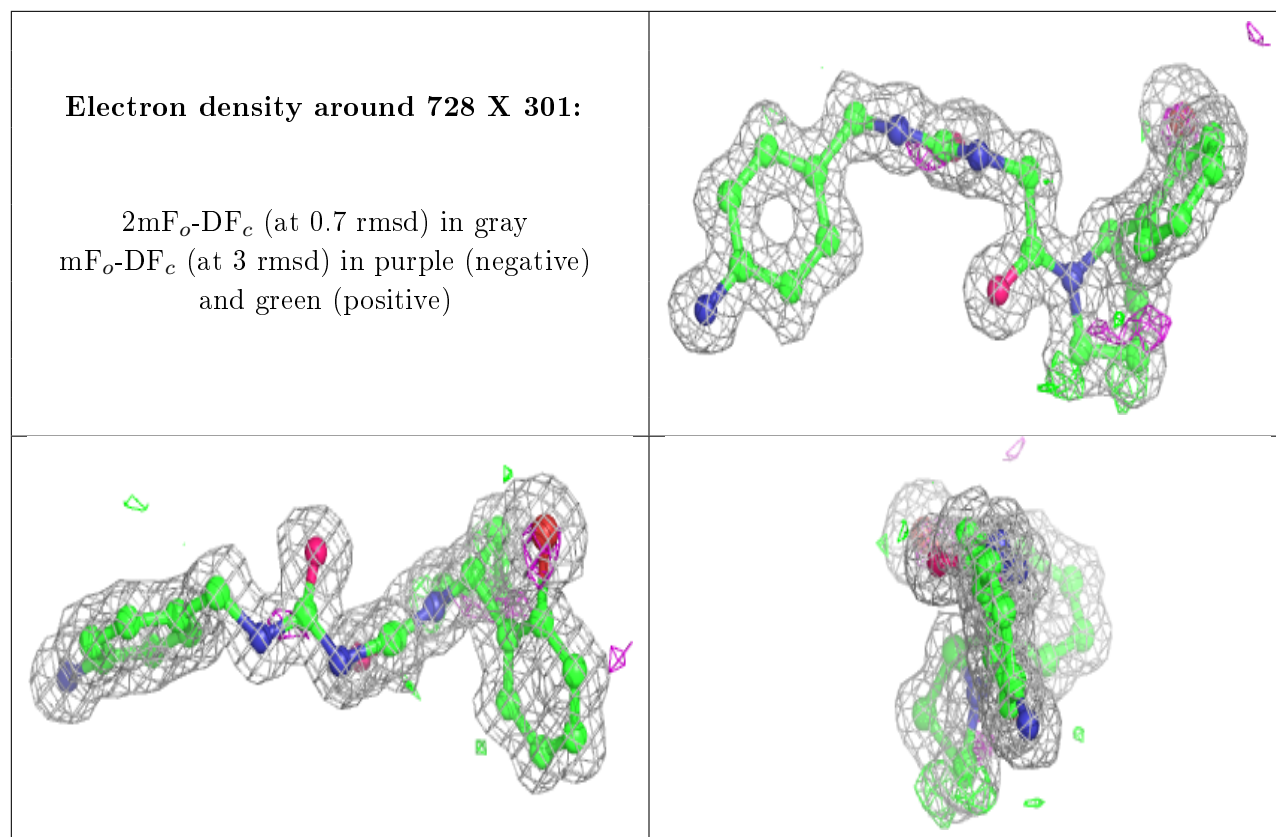 Electron density around 728 X 301:
2mFₒ-DF𝒸 (at 0.7 rmsd) in gray
mFₒ-DF𝒸 (at 3 rmsd) in purple (negative)
and green (positive)